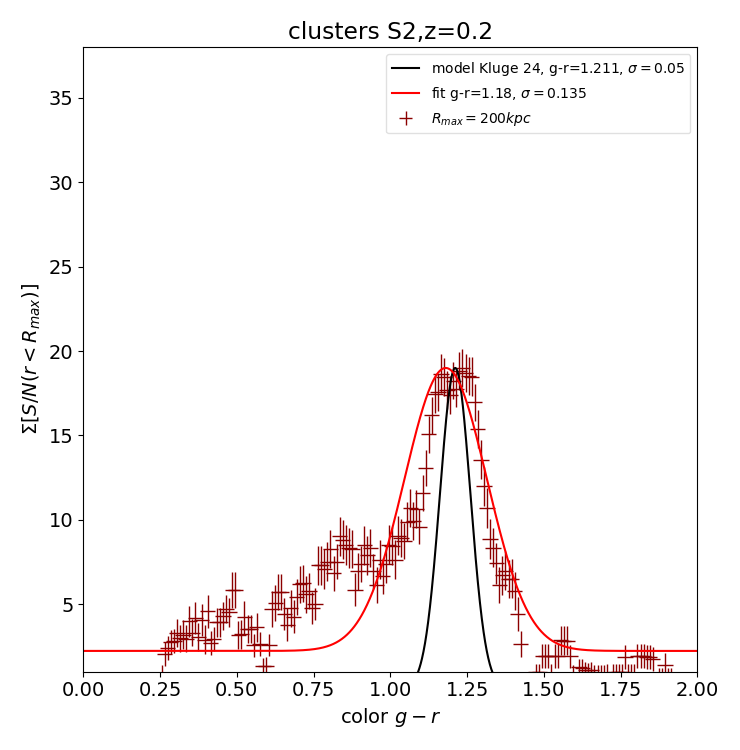 clusters S2,z=0.2
model Kluge 24, g-r=1.211, σ = 0.05
fit g-r=1.18, σ = 0.135
R_max = 200kpc
Σ[S/N(r < R_max)]
35
30
25
20
15
10
5
0.00 0.25 0.50 0.75 1.00 1.25 1.50 1.75 2.00
color g − r